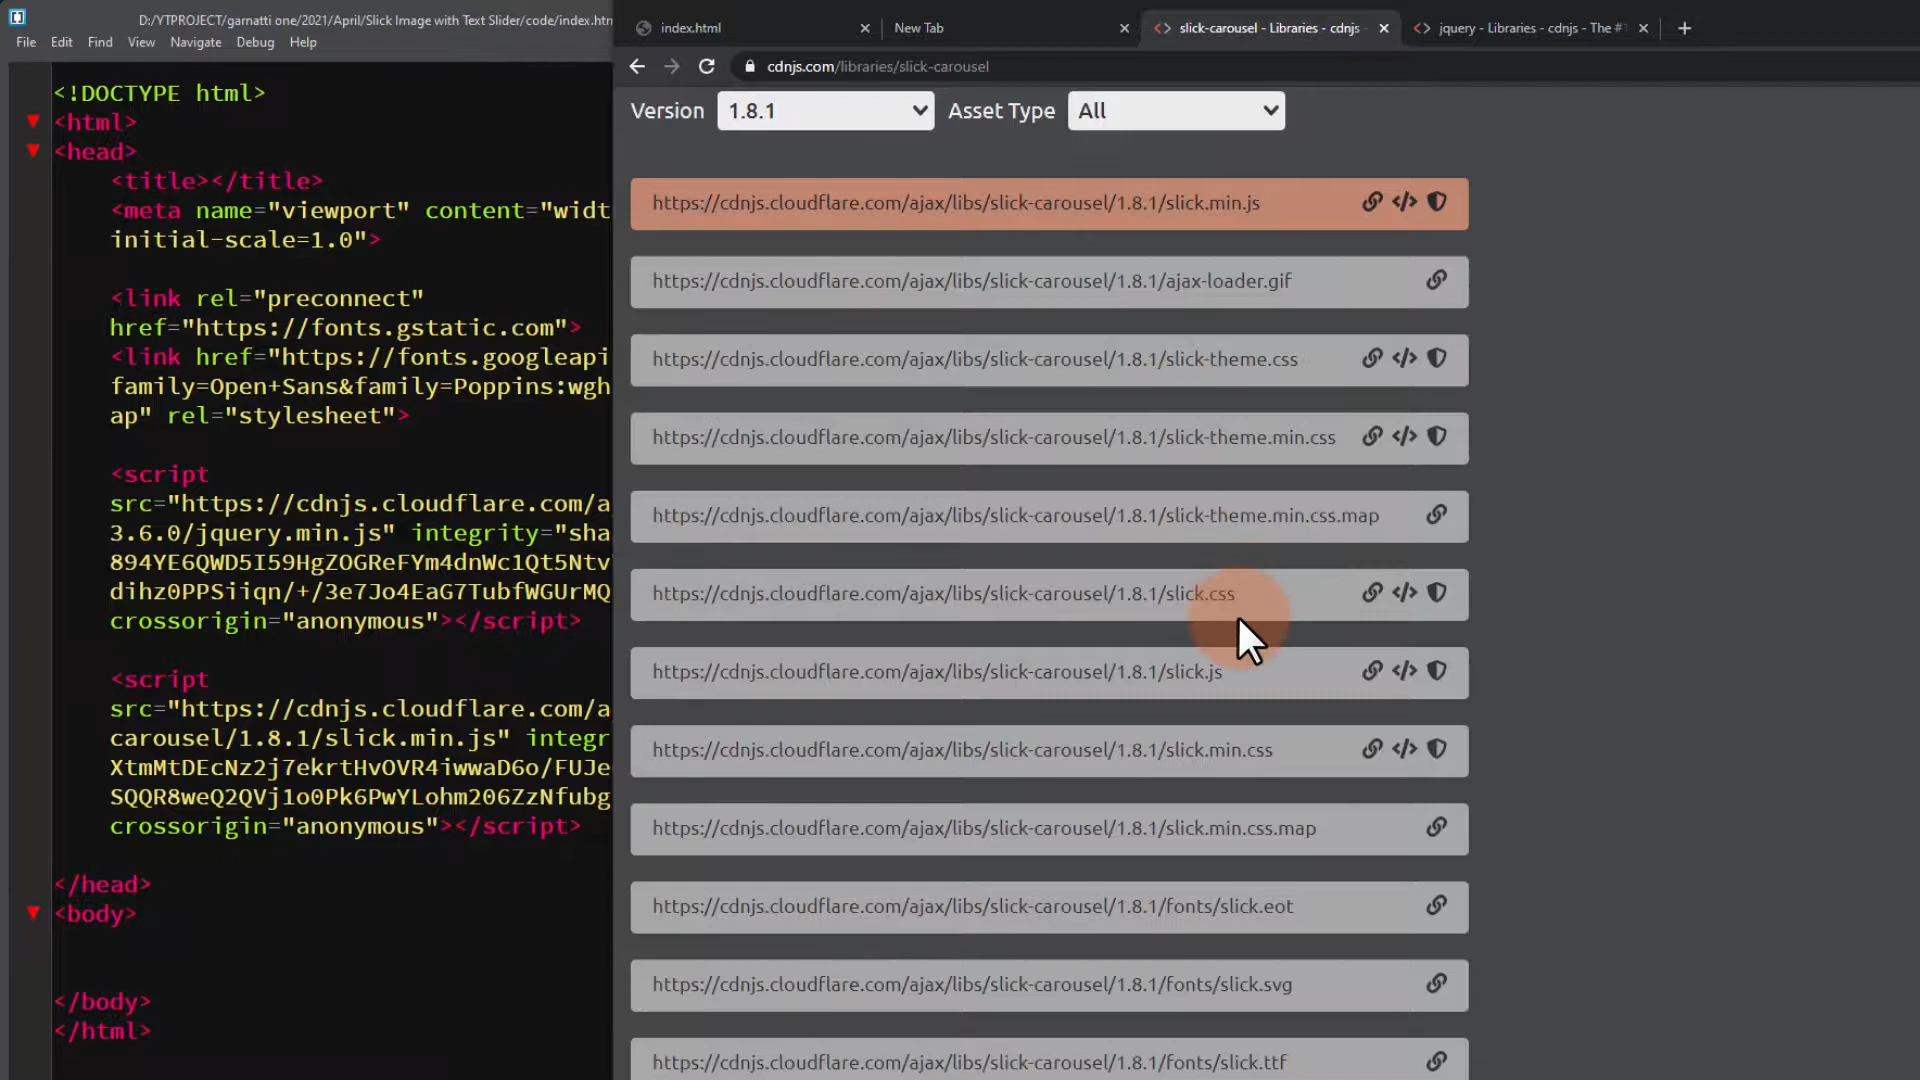 D:/YTPROJECT/garnatti one/2021/April/Slick Image with Text Slider/code/index.htm
File Edit Find View Navigate Debug Help
<!DOCTYPE html>
<html>
<head>
<title></title>
<meta name="viewport" content="widt
initial-scale=1.0">
<link rel="preconnect"
href="https://fonts.gstatic.com">
<link href="https://fonts.googleapi
family=Open+Sans&family=Poppins:wgh
ap" rel="stylesheet">
<script
src="https://cdnjs.cloudflare.com/a
3.6.0/jquery.min.js" integrity="sha
894YE6QWD5I59HgZOGReFYm4dnWc1Qt5Ntv
dihz0PPSiiqn/+/3e7Jo4EaG7TubfWGUrMQ
crossorigin="anonymous"></script>
<script
src="https://cdnjs.cloudflare.com/a
carousel/1.8.1/slick.min.js" integr
XtmMtDEcNz2j7ekrtHvOVR4iwwaD6o/FUJe
SQQR8weQ2QVj1o0Pk6PwYLohm206ZzNfubg
crossorigin="anonymous"></script>
</head>
<body>
</body>
</html>
index.html
New Tab
slick-carousel - Libraries - cdnjs -
jquery - Libraries - cdnjs - The #1
cdnjs.com/libraries/slick-carousel
Version 1.8.1 Asset Type All
https://cdnjs.cloudflare.com/ajax/libs/slick-carousel/1.8.1/slick.min.js
https://cdnjs.cloudflare.com/ajax/libs/slick-carousel/1.8.1/ajax-loader.gif
https://cdnjs.cloudflare.com/ajax/libs/slick-carousel/1.8.1/slick-theme.css
https://cdnjs.cloudflare.com/ajax/libs/slick-carousel/1.8.1/slick-theme.min.css
https://cdnjs.cloudflare.com/ajax/libs/slick-carousel/1.8.1/slick-theme.min.css.map
https://cdnjs.cloudflare.com/ajax/libs/slick-carousel/1.8.1/slick.css
https://cdnjs.cloudflare.com/ajax/libs/slick-carousel/1.8.1/slick.js
https://cdnjs.cloudflare.com/ajax/libs/slick-carousel/1.8.1/slick.min.css
https://cdnjs.cloudflare.com/ajax/libs/slick-carousel/1.8.1/slick.min.css.map
https://cdnjs.cloudflare.com/ajax/libs/slick-carousel/1.8.1/fonts/slick.eot
https://cdnjs.cloudflare.com/ajax/libs/slick-carousel/1.8.1/fonts/slick.svg
https://cdnjs.cloudflare.com/ajax/libs/slick-carousel/1.8.1/fonts/slick.ttf